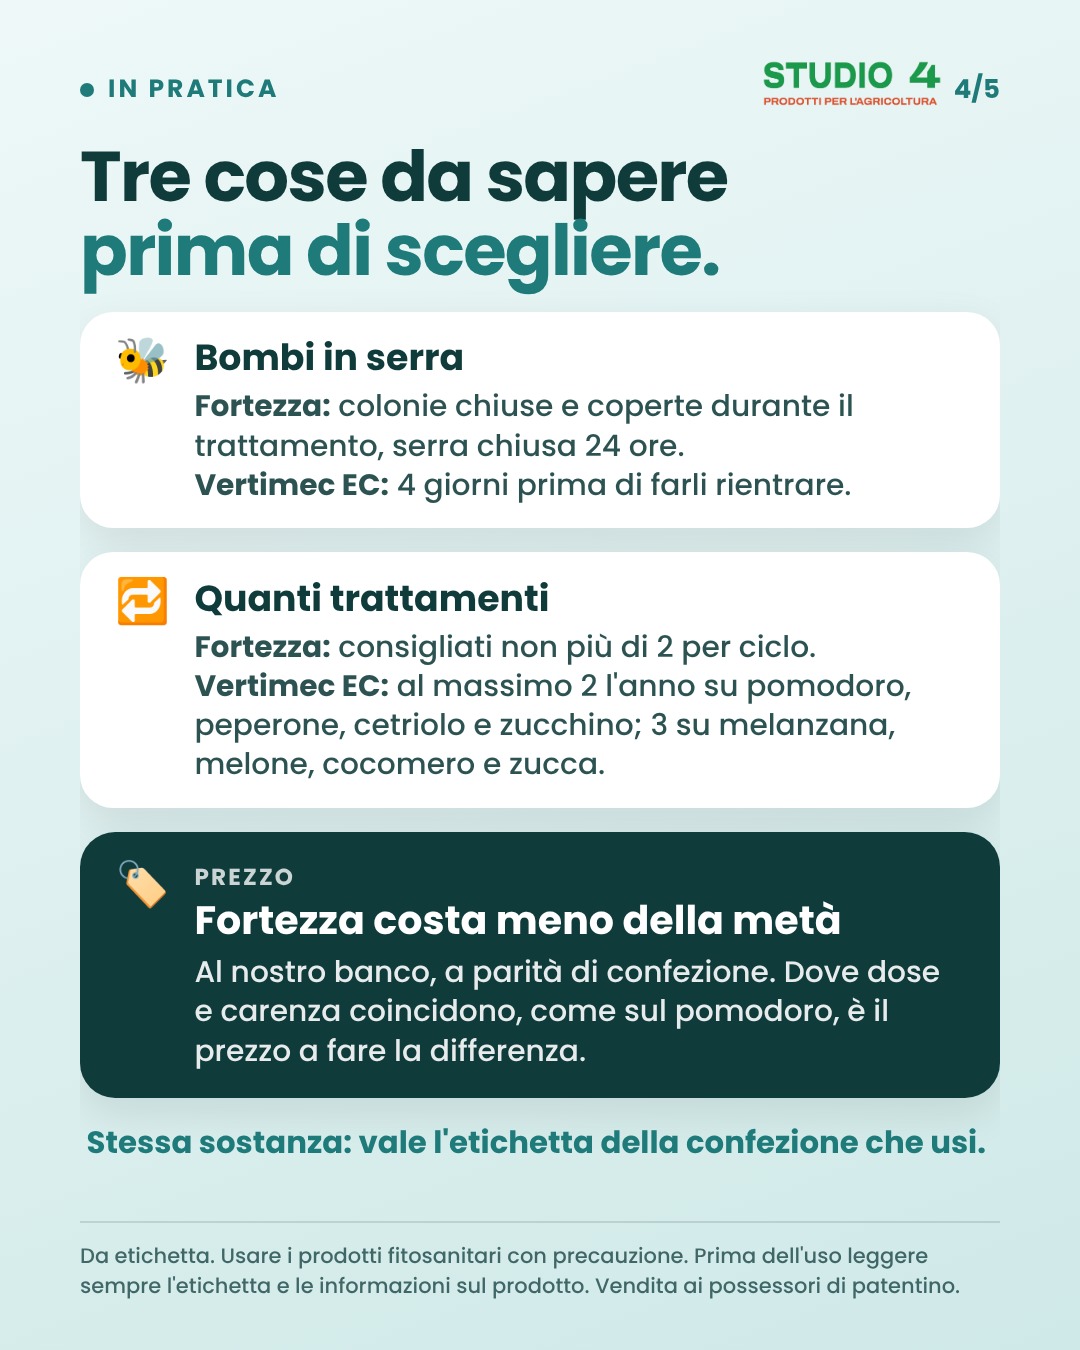 IN PRATICA
STUDIO 4
PRODOTTI PER L'AGRICOLTURA
4/5
Tre cose da sapere
prima di scegliere.
Bombi in serra
Fortezza: colonie chiuse e coperte durante il
trattamento, serra chiusa 24 ore.
Vertimec EC: 4 giorni prima di farli rientrare.
Quanti trattamenti
Fortezza: consigliati non più di 2 per ciclo.
Vertimec EC: al massimo 2 l'anno su pomodoro,
peperone, cetriolo e zucchino; 3 su melanzana,
melone, cocomero e zucca.
PREZZO
Fortezza costa meno della metà
Al nostro banco, a parità di confezione. Dove dose
e carenza coincidono, come sul pomodoro, è il
prezzo a fare la differenza.
Stessa sostanza: vale l'etichetta della confezione che usi.
Da etichetta. Usare i prodotti fitosanitari con precauzione. Prima dell'uso leggere
sempre l'etichetta e le informazioni sul prodotto. Vendita ai possessori di patentino.